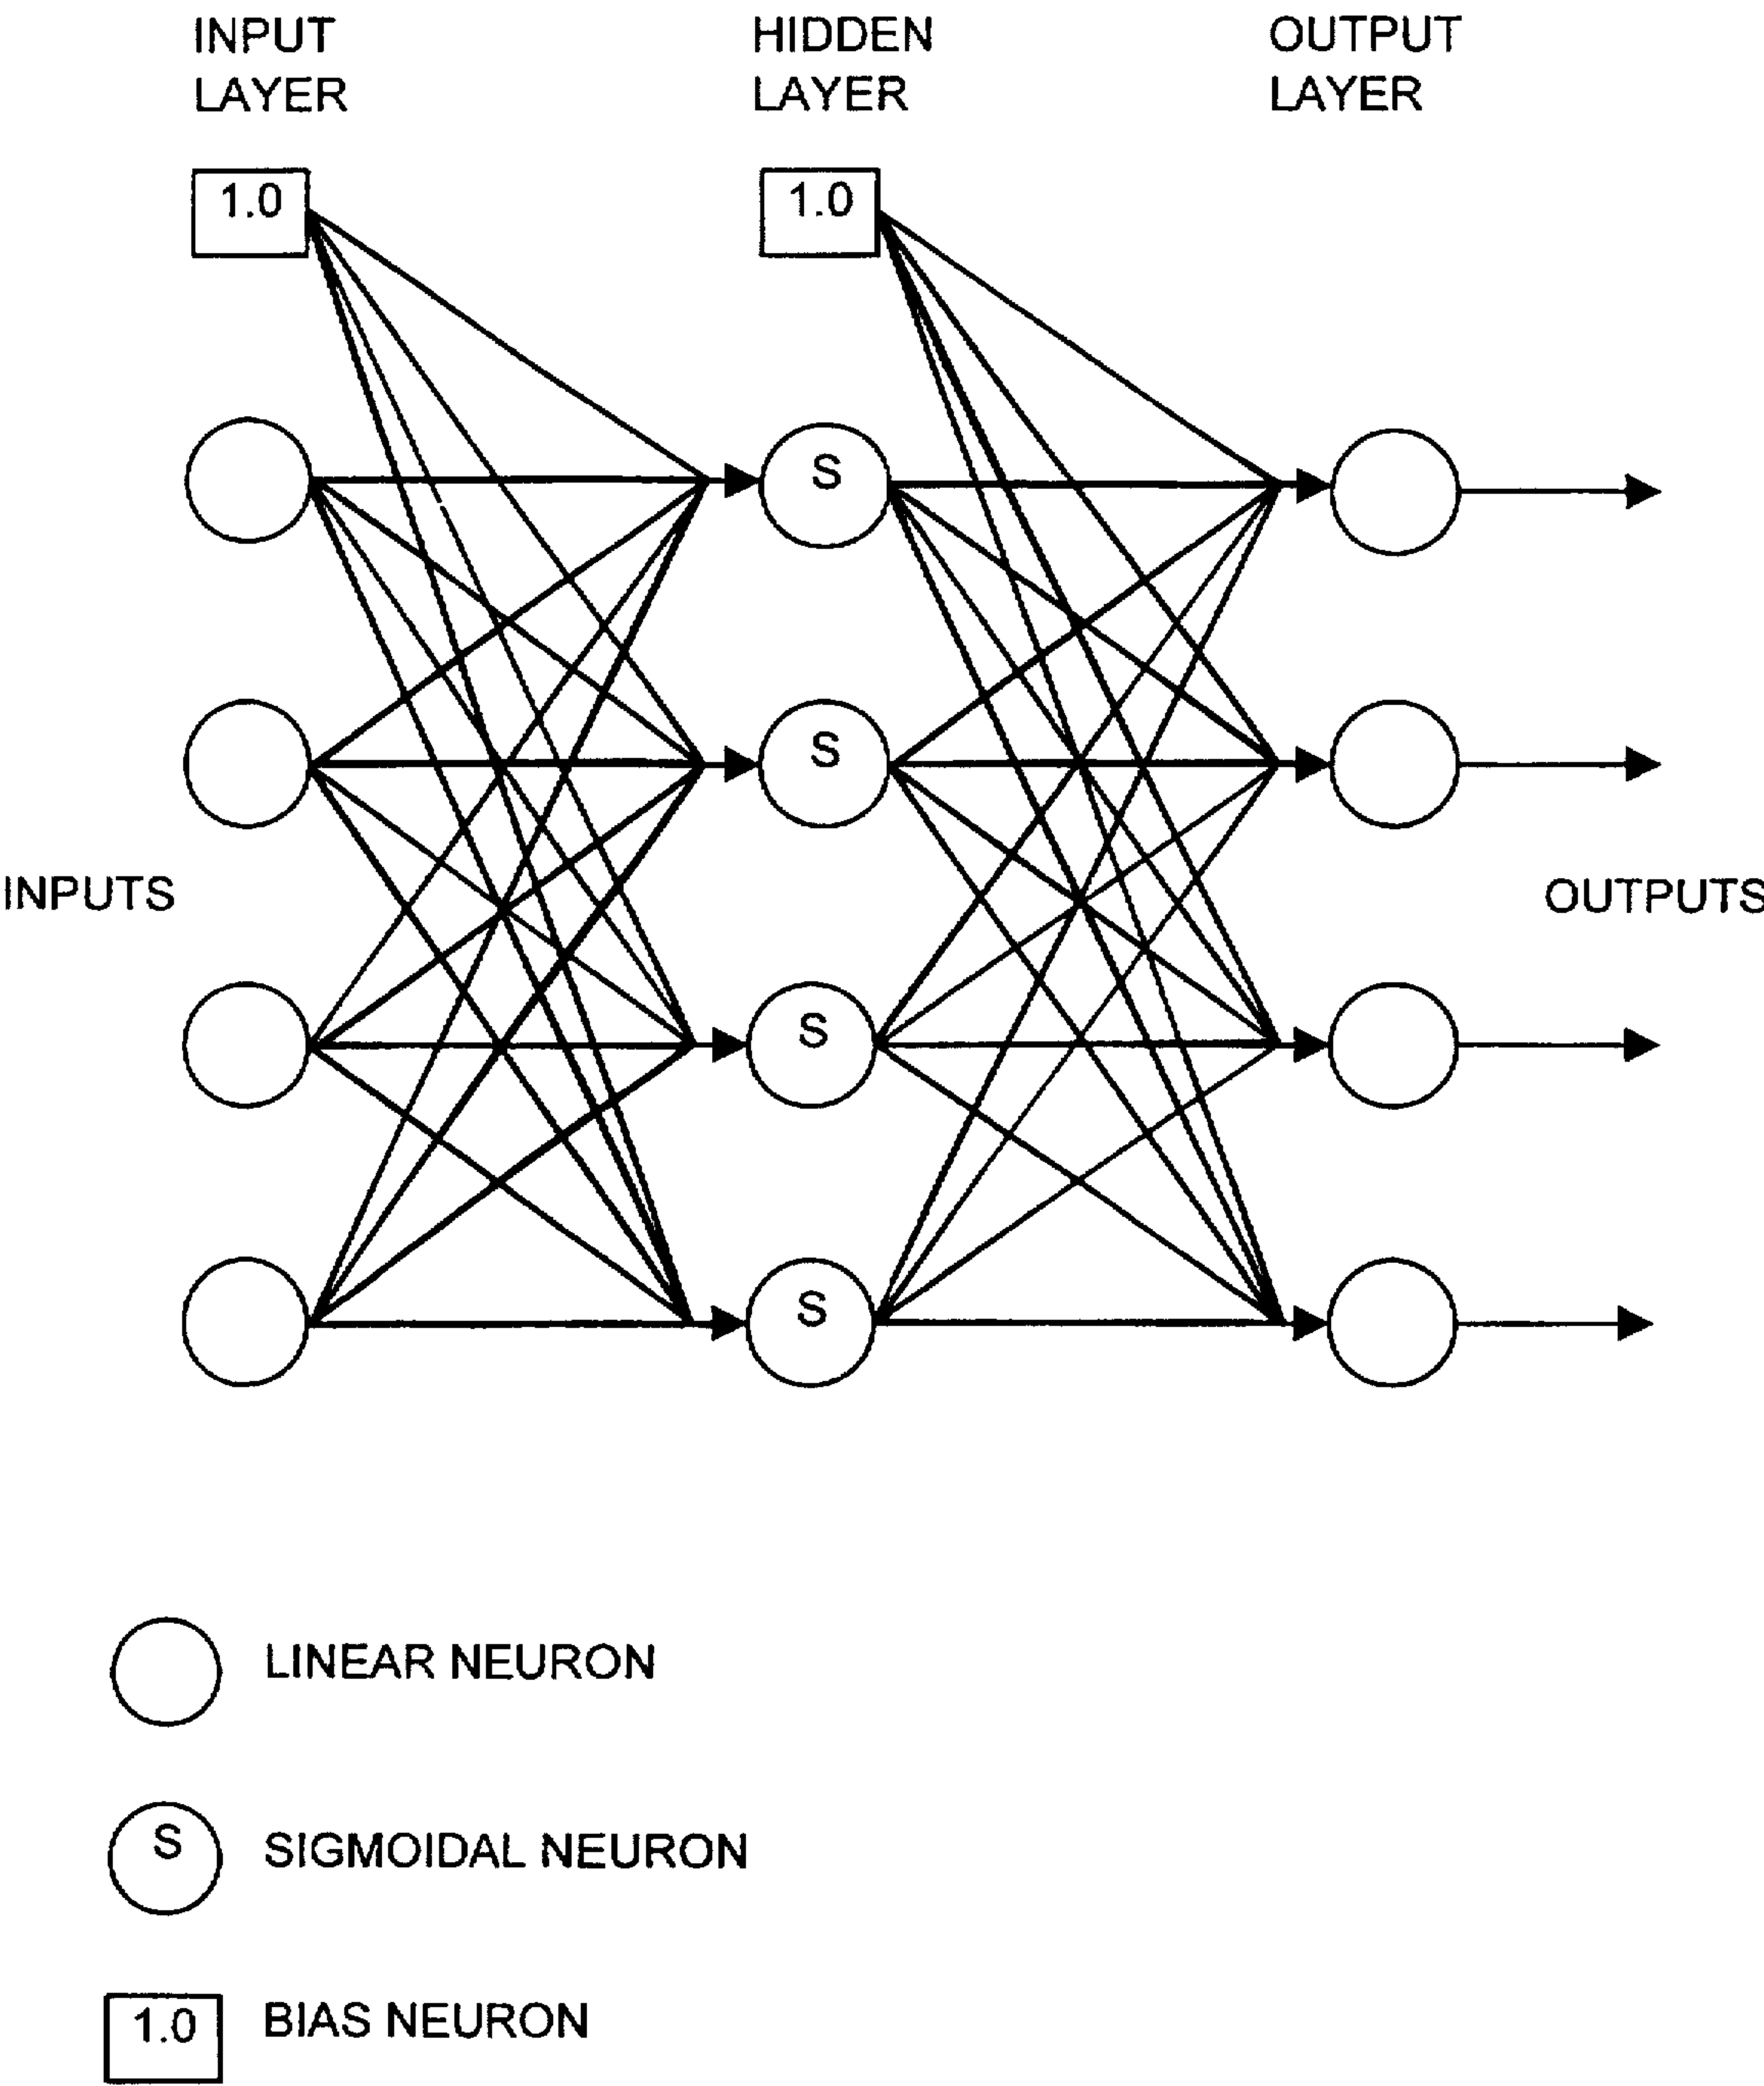 INPUT
LAYER
HIDDEN
LAYER
OUTPUT
LAYER
1.0
1.0
S
S
INPUTS
OUTPUTS
S
S
LINEAR NEURON
S
SIGMOIDAL NEURON
1.0
BIAS NEURON